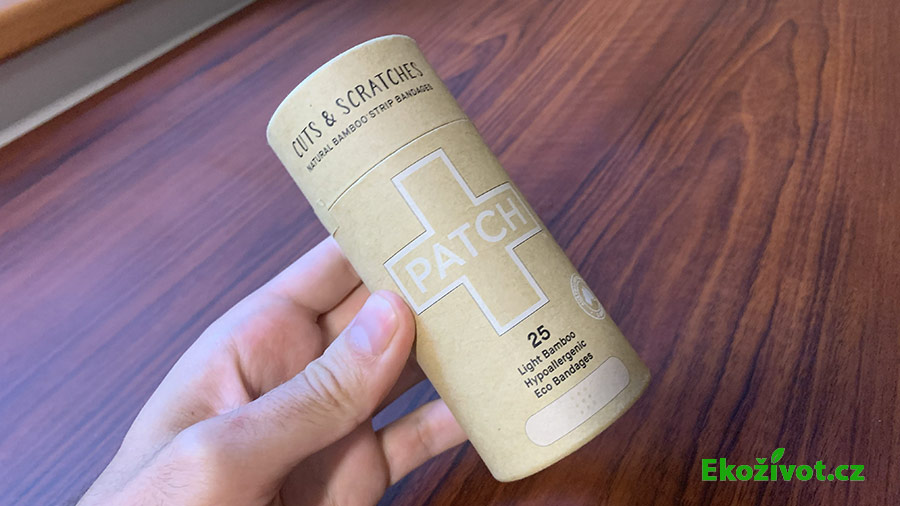 CUTS & SCRATCHES
NATURAL BAMBOO STRIP BANDAGES
PATCH
25
Light Bamboo
Hypoallergenic
Eco Bandages
Ekoživot.cz